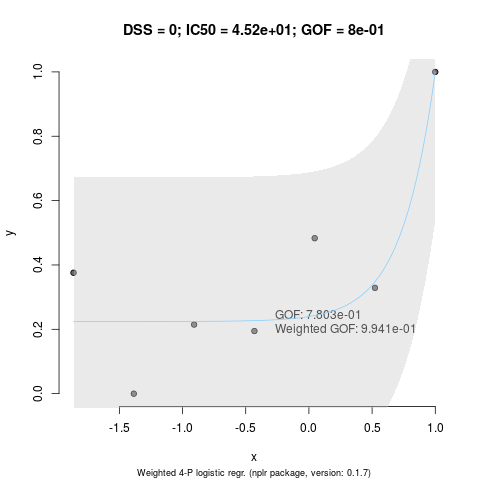 DSS = 0; IC50 = 4.52e+01; GOF = 8e-01
1.0
0.8
0.6
0.4
0.2
0.0
y
GOF: 7.803e-01
Weighted GOF: 9.941e-01
-1.5 -1.0 -0.5 0.0 0.5 1.0
x
Weighted 4-P logistic regr. (nplr package, version: 0.1.7)